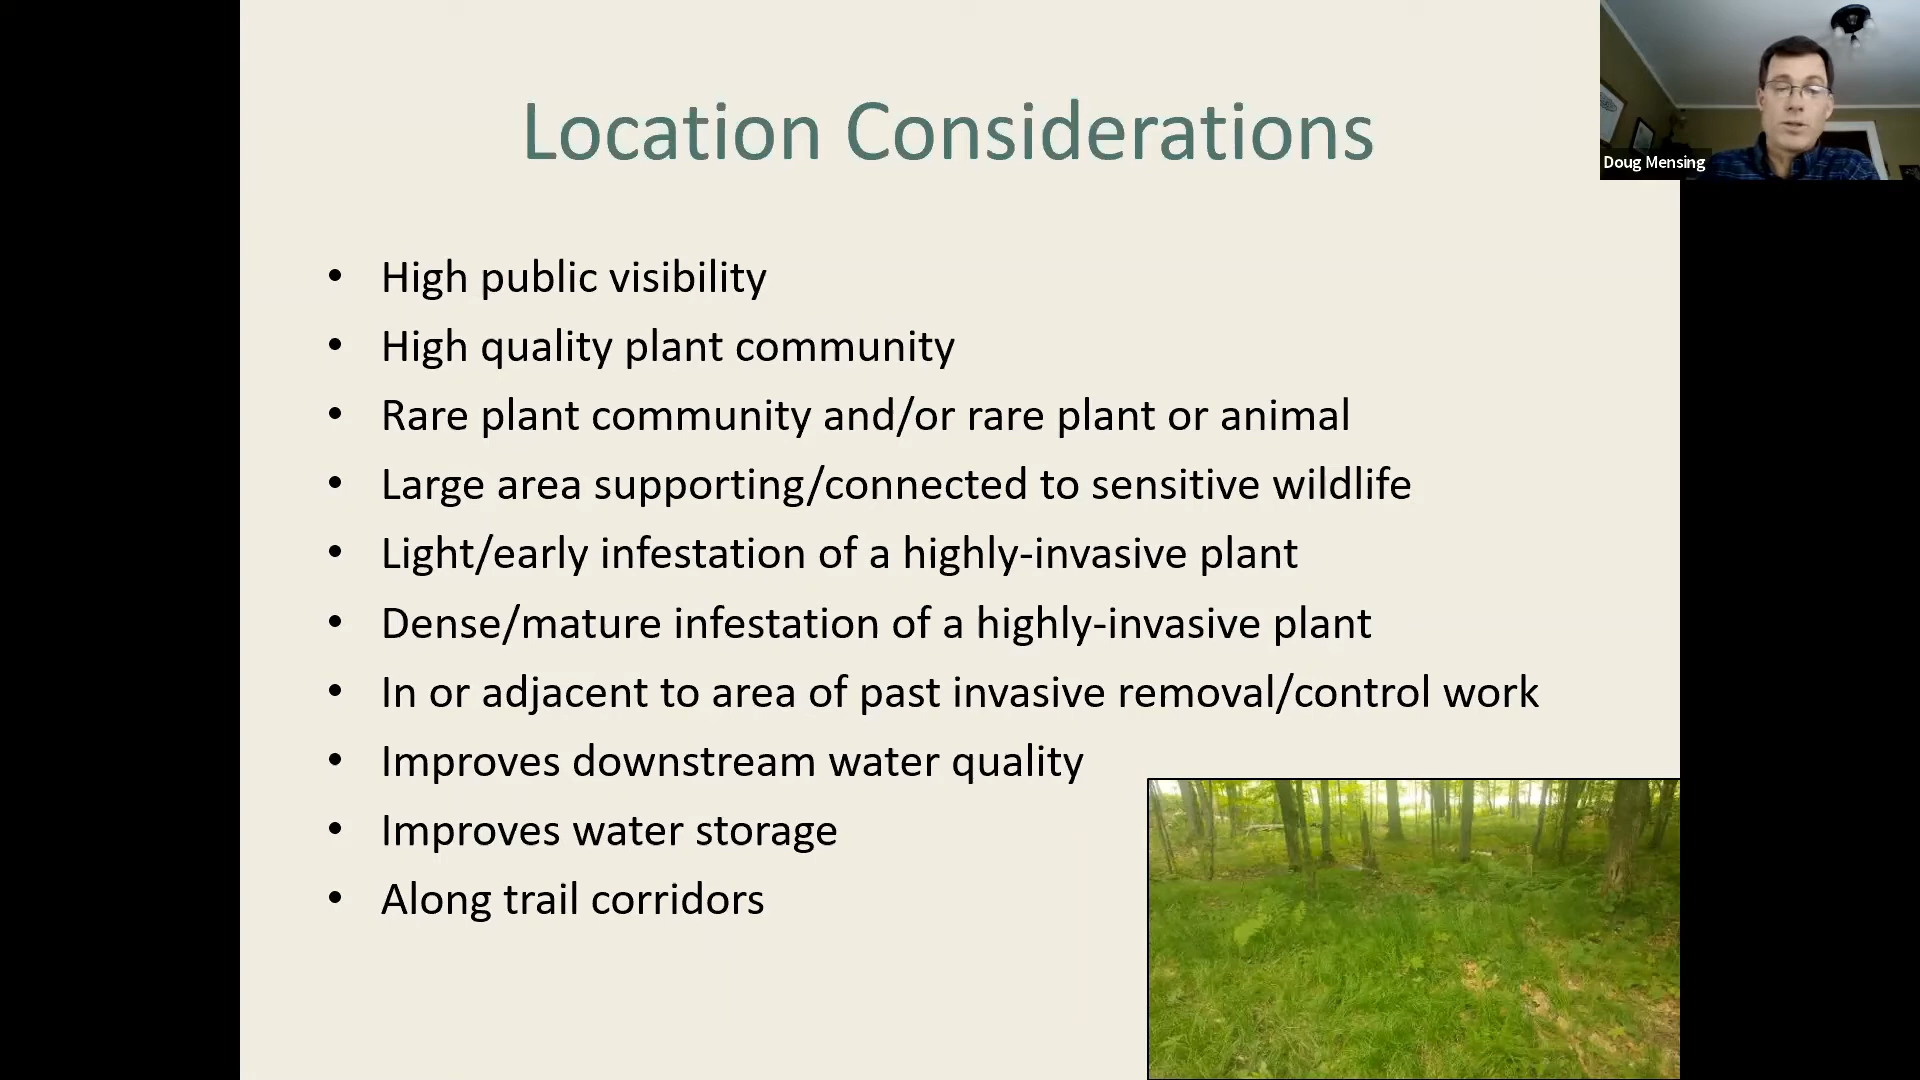 Location Considerations
Doug Mensing
• High public visibility
• High quality plant community
• Rare plant community and/or rare plant or animal
• Large area supporting/connected to sensitive wildlife
• Light/early infestation of a highly-invasive plant
• Dense/mature infestation of a highly-invasive plant
• In or adjacent to area of past invasive removal/control work
• Improves downstream water quality
• Improves water storage
• Along trail corridors